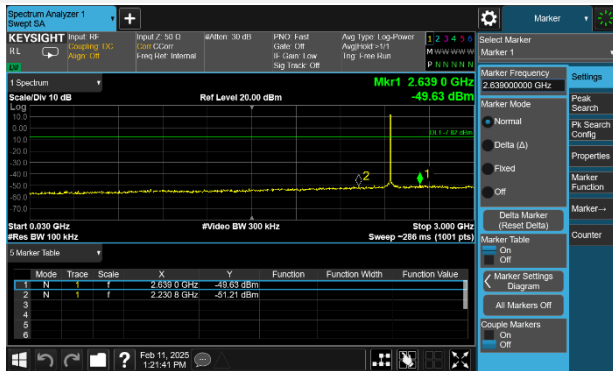 Spectrum Analyzer 1
Swept SA
Marker
KEYSIGHT
RL
Input: RF
Coupling: DC
Align: Off
Input Z: 50 Ω
Corr CCorr
Freq Ref: Internal
#Atten: 30 dB
PNO: Fast
Gate: Off
IF Gain: Low
Sig Track: Off
Avg Type: Log-Power
Avg|Hold:>1/1
Trig: Free Run
1 2 3 4 5 6
M W W W W W
P N N N N N
Select Marker
Marker 1
1 Spectrum
Mkr1 2.639 0 GHz
-49.63 dBm
Scale/Div 10 dB
Ref Level 20.00 dBm
Log
10.0
0.00
-10.0
-20.0
-30.0
-40.0
-50.0
-60.0
-70.0
2
1
Start 0.030 GHz
#Video BW 300 kHz
Stop 3.000 GHz
#Res BW 100 kHz
Sweep ~286 ms (1001 pts)
5 Marker Table
Mode Trace Scale X Y Function Function Width Function Value
1 N 1 f 2.639 0 GHz -49.63 dBm
2 N 1 f 2.230 8 GHz -51.21 dBm
3
4
5
6
Marker Frequency
2.639000000 GHz
Marker Mode
Normal
Delta (Δ)
Fixed
Off
Delta Marker
(Reset Delta)
Marker Table
On
Off
Marker Settings
Diagram
All Markers Off
Couple Markers
On
Off
Settings
Peak
Search
Pk Search
Config
Properties
Marker
Function
Marker→
Counter
Feb 11, 2025
1:21:41 PM